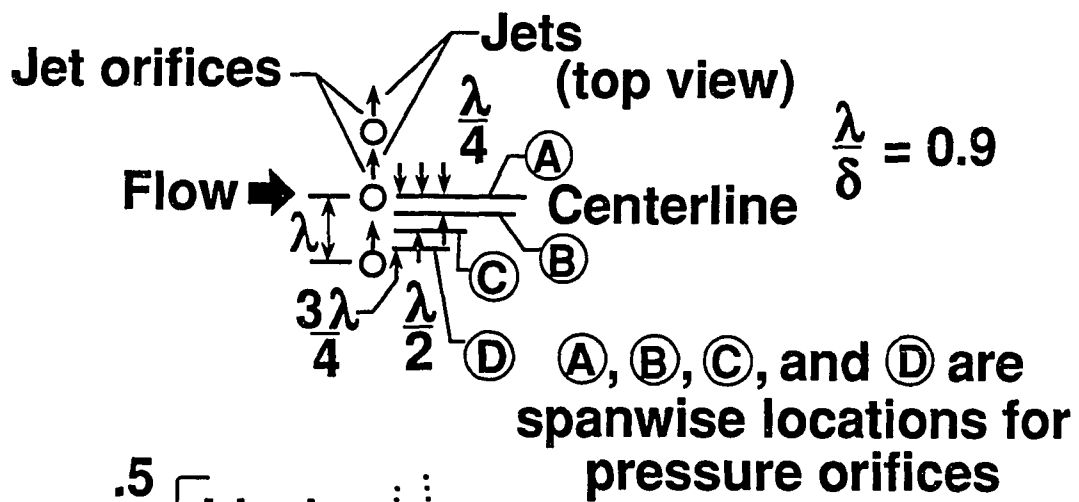 Jets
Jet orifices
(top view)
λ/4
A
λ/δ = 0.9
Flow
Centerline
λ
B
C
3λ/4
λ/2
D
A, B, C, and D are
spanwise locations for
pressure orifices
.5